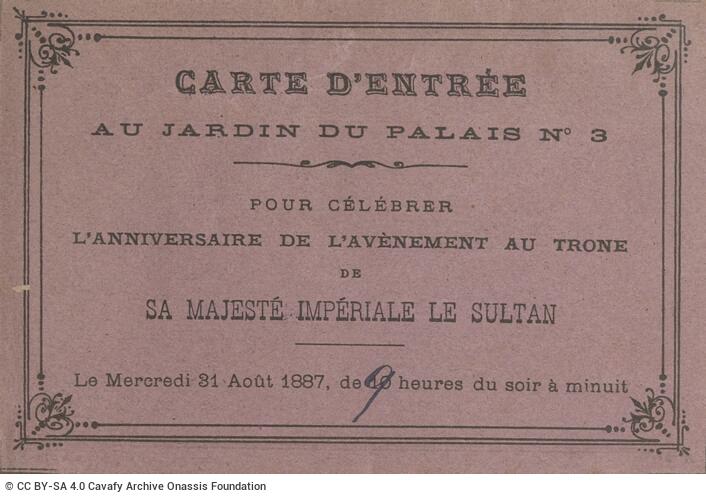 CARTE D'ENTRÉE
AU JARDIN DU PALAIS Nº 3
POUR CÉLÉBRER
L'ANNIVERSAIRE DE L'AVÈNEMENT AU TRONE
DE
SA MAJESTÉ IMPÉRIALE LE SULTAN
Le Mercredi 31 Août 1887, de 9 heures du soir à minuit
© CC BY-SA 4.0 Cavafy Archive Onassis Foundation